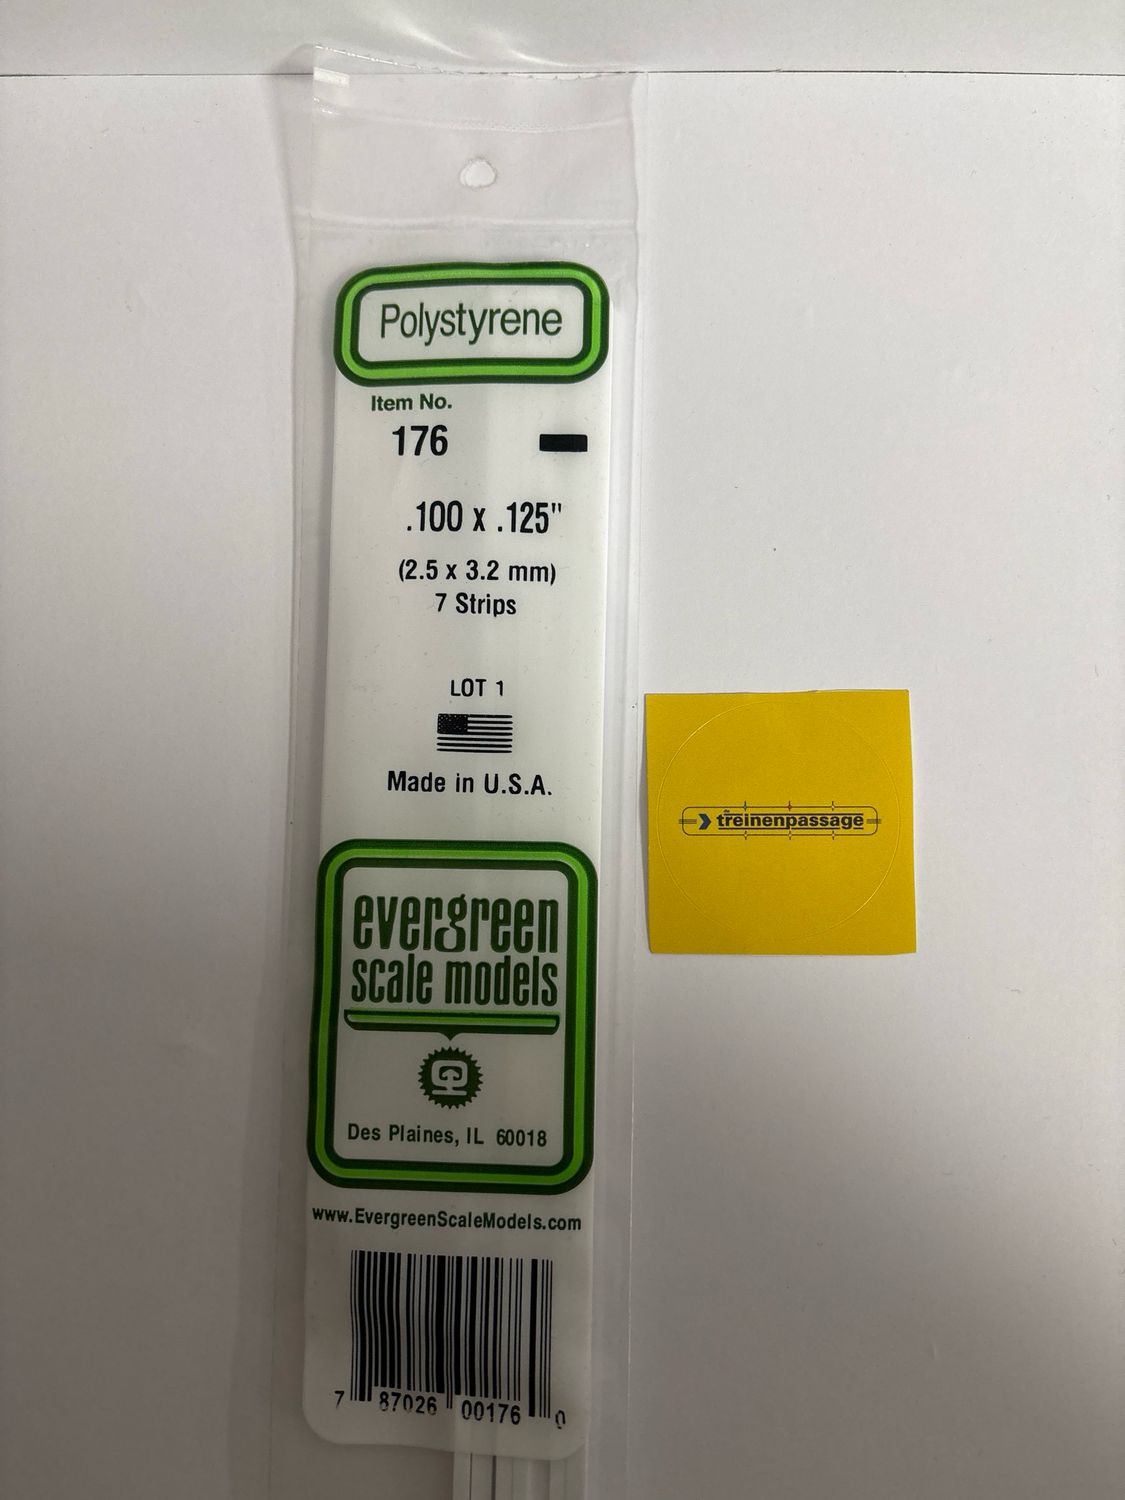 Polystyrene
Item No.
176
.100 x .125"
(2.5 x 3.2 mm)
7 Strips
LOT 1
Made in U.S.A.
evergreen
scale models
Des Plaines, IL 60018
www.EvergreenScaleModels.com
7 87026 00176 0
de
treinenpassage